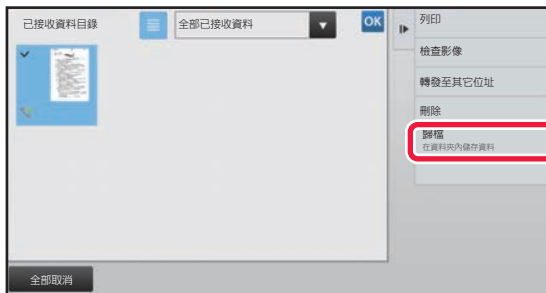 已接收資料目錄
全部已接收資料
OK
列印
檢查影像
轉發至其它位址
刪除
歸檔
在資料夾內儲存資料
全部取消